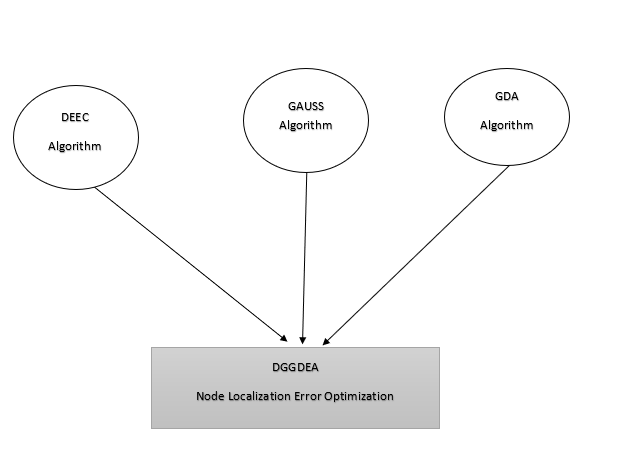 DEEC
Algorithm
GAUSS
Algorithm
GDA
Algorithm
DGGDEA
Node Localization Error Optimization